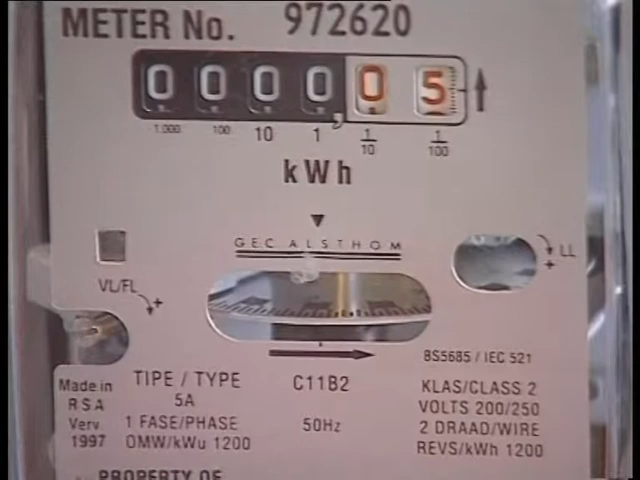 METER No. 972620
0 0 0 0 , 0 5
1.000 100 10 1 1/10 1/100
kWh
GEC ALSTHOM
VL/FL
+
LL
+
BS5685 / IEC 521
Made in
RSA
Verv
1997
TIPE / TYPE
5A
1 FASE/PHASE
OMW/kWu 1200
C11B2
50Hz
KLAS/CLASS 2
VOLTS 200/250
2 DRAAD/WIRE
REVS/kWh 1200
PROPERTY OF